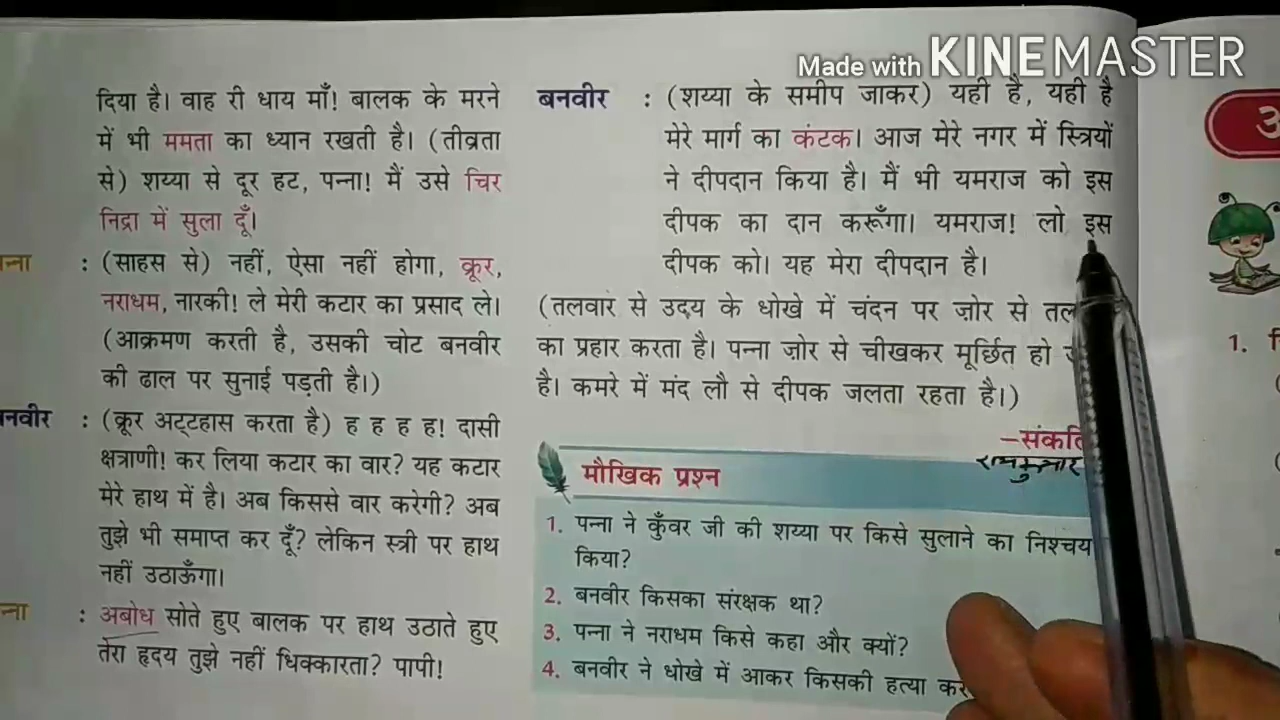 Made with KINEMASTER
दिया है। वाह री धाय माँ! बालक के मरने
में भी ममता का ध्यान रखती है। (तीव्रता
से) शय्या से दूर हट, पन्ना! मैं उसे चिर
निद्रा में सुला दूँ।
: (साहस से) नहीं, ऐसा नहीं होगा, क्रूर,
नराधम, नारकी! ले मेरी कटार का प्रसाद ले।
(आक्रमण करती है, उसकी चोट बनवीर
की ढाल पर सुनाई पड़ती है।)
नवीर : (क्रूर अट्टहास करता है) ह ह ह ह! दासी
क्षत्राणी! कर लिया कटार का वार? यह कटार
मेरे हाथ में है। अब किससे वार करेगी? अब
तुझे भी समाप्त कर दूँ? लेकिन स्त्री पर हाथ
नहीं उठाऊँगा।
: अबोध सोते हुए बालक पर हाथ उठाते हुए
तेरा हृदय तुझे नहीं धिक्कारता? पापी!
बनवीर : (शय्या के समीप जाकर) यही है, यही है
मेरे मार्ग का कंटक। आज मेरे नगर में स्त्रियों
ने दीपदान किया है। मैं भी यमराज को इस
दीपक का दान करूँगा। यमराज! लो इस
दीपक को। यह मेरा दीपदान है।
(तलवार से उदय के धोखे में चंदन पर ज़ोर से
का प्रहार करता है। पन्ना ज़ोर से चीखकर मूर्छित हो
है। कमरे में मंद लौ से दीपक जलता रहता है।)
मौखिक प्रश्न
1. पन्ना ने कुँवर जी की शय्या पर किसे सुलाने का निश्चय
किया?
2. बनवीर किसका संरक्षक था?
3. पन्ना ने नराधम किसे कहा और क्यों?
4. बनवीर ने धोखे में आकर किसकी हत्या
1.